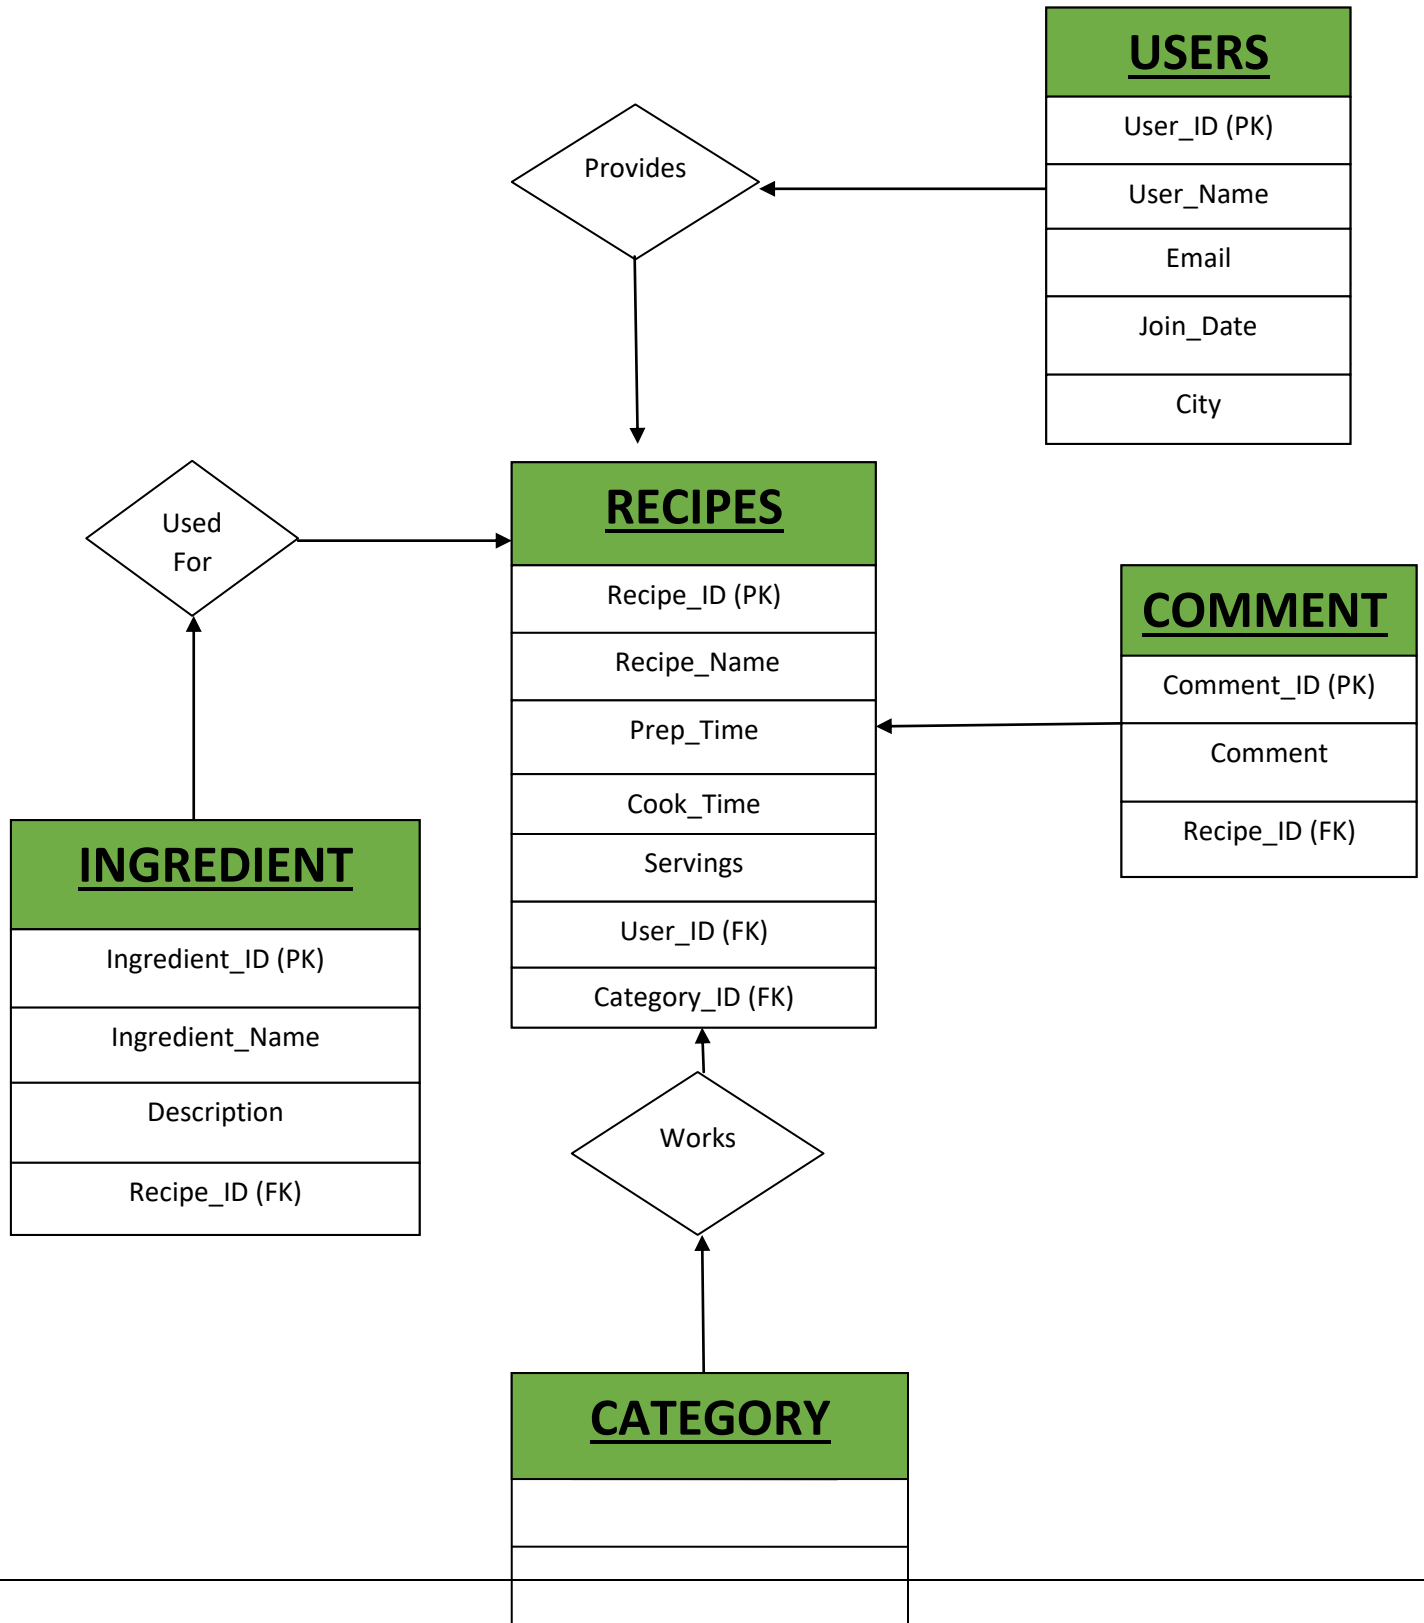 USERS
User_ID (PK)
User_Name
Email
Join_Date
City
Provides
Used
For
RECIPES
Recipe_ID (PK)
Recipe_Name
Prep_Time
Cook_Time
Servings
User_ID (FK)
Category_ID (FK)
COMMENT
Comment_ID (PK)
Comment
Recipe_ID (FK)
INGREDIENT
Ingredient_ID (PK)
Ingredient_Name
Description
Recipe_ID (FK)
Works
CATEGORY